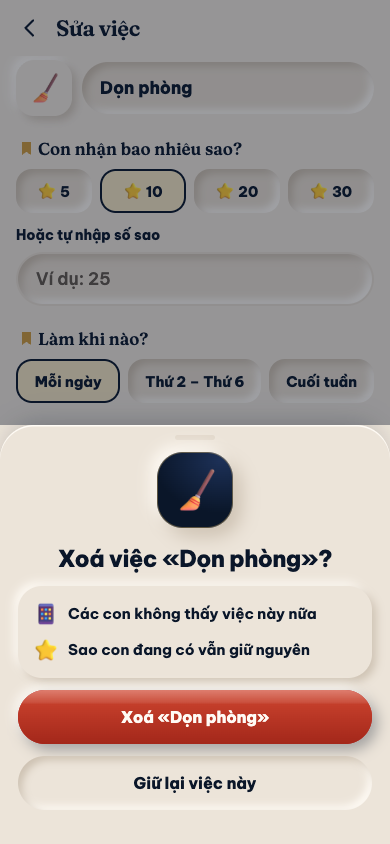 Sửa việc
Dọn phòng
Con nhận bao nhiêu sao?
5 10 20 30
Hoặc tự nhập số sao
Ví dụ: 25
Làm khi nào?
Mỗi ngày Thứ 2 – Thứ 6 Cuối tuần
Xoá việc «Dọn phòng»?
Các con không thấy việc này nữa
Sao con đang có vẫn giữ nguyên
Xoá «Dọn phòng»
Giữ lại việc này